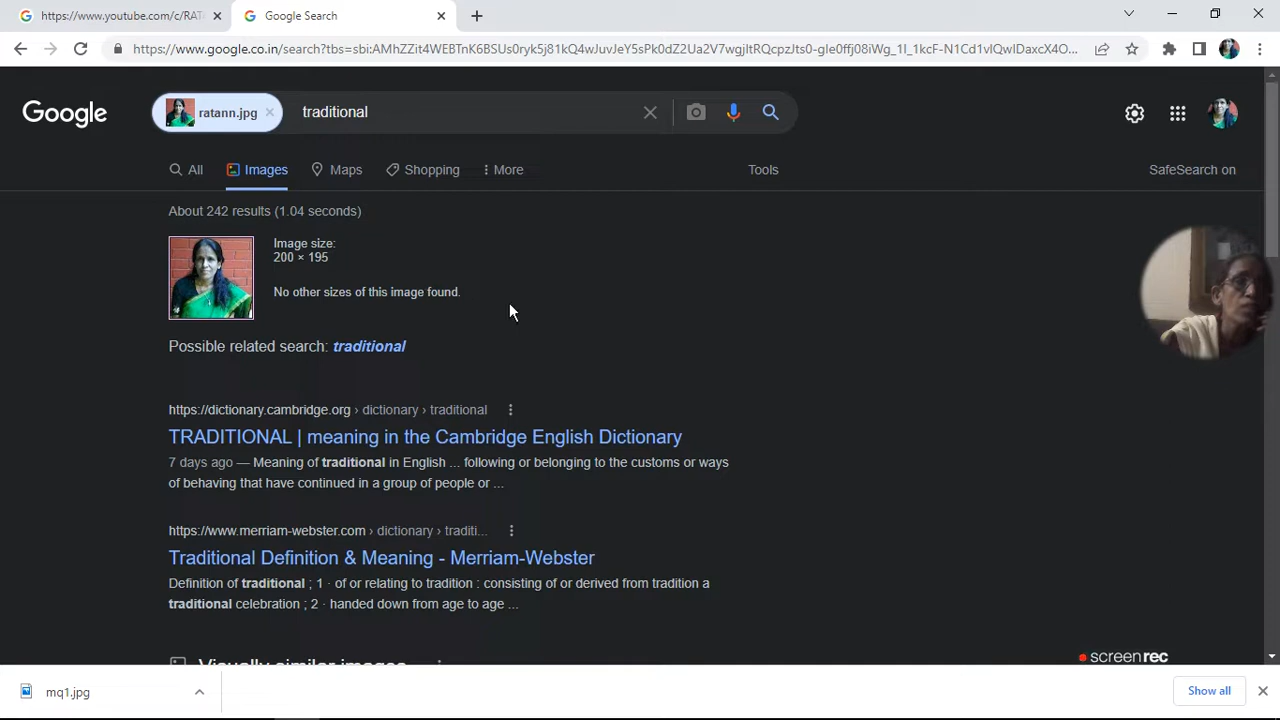 https://www.youtube.com/c/RAT
Google Search
https://www.google.co.in/search?tbs=sbi:AMhZZit4WEBTnK6BSUs0ryk5j81kQ4wJuvJeY5sPk0dZ2Ua2V7wgjltRQcpzJts0-gIe0ffj08iWg_1I_1kcF-N1Cd1vIQwIDaxcX4O...
Google
ratann.jpg
traditional
All
Images
Maps
Shopping
More
Tools
SafeSearch on
About 242 results (1.04 seconds)
Image size:
200 × 195
No other sizes of this image found.
Possible related search: traditional
https://dictionary.cambridge.org › dictionary › traditional
TRADITIONAL | meaning in the Cambridge English Dictionary
7 days ago — Meaning of traditional in English ... following or belonging to the customs or ways
of behaving that have continued in a group of people or ...
https://www.merriam-webster.com › dictionary › traditi...
Traditional Definition & Meaning - Merriam-Webster
Definition of traditional ; 1 · of or relating to tradition : consisting of or derived from tradition a
traditional celebration ; 2 · handed down from age to age ...
Visually similar images
screenrec
mq1.jpg
Show all